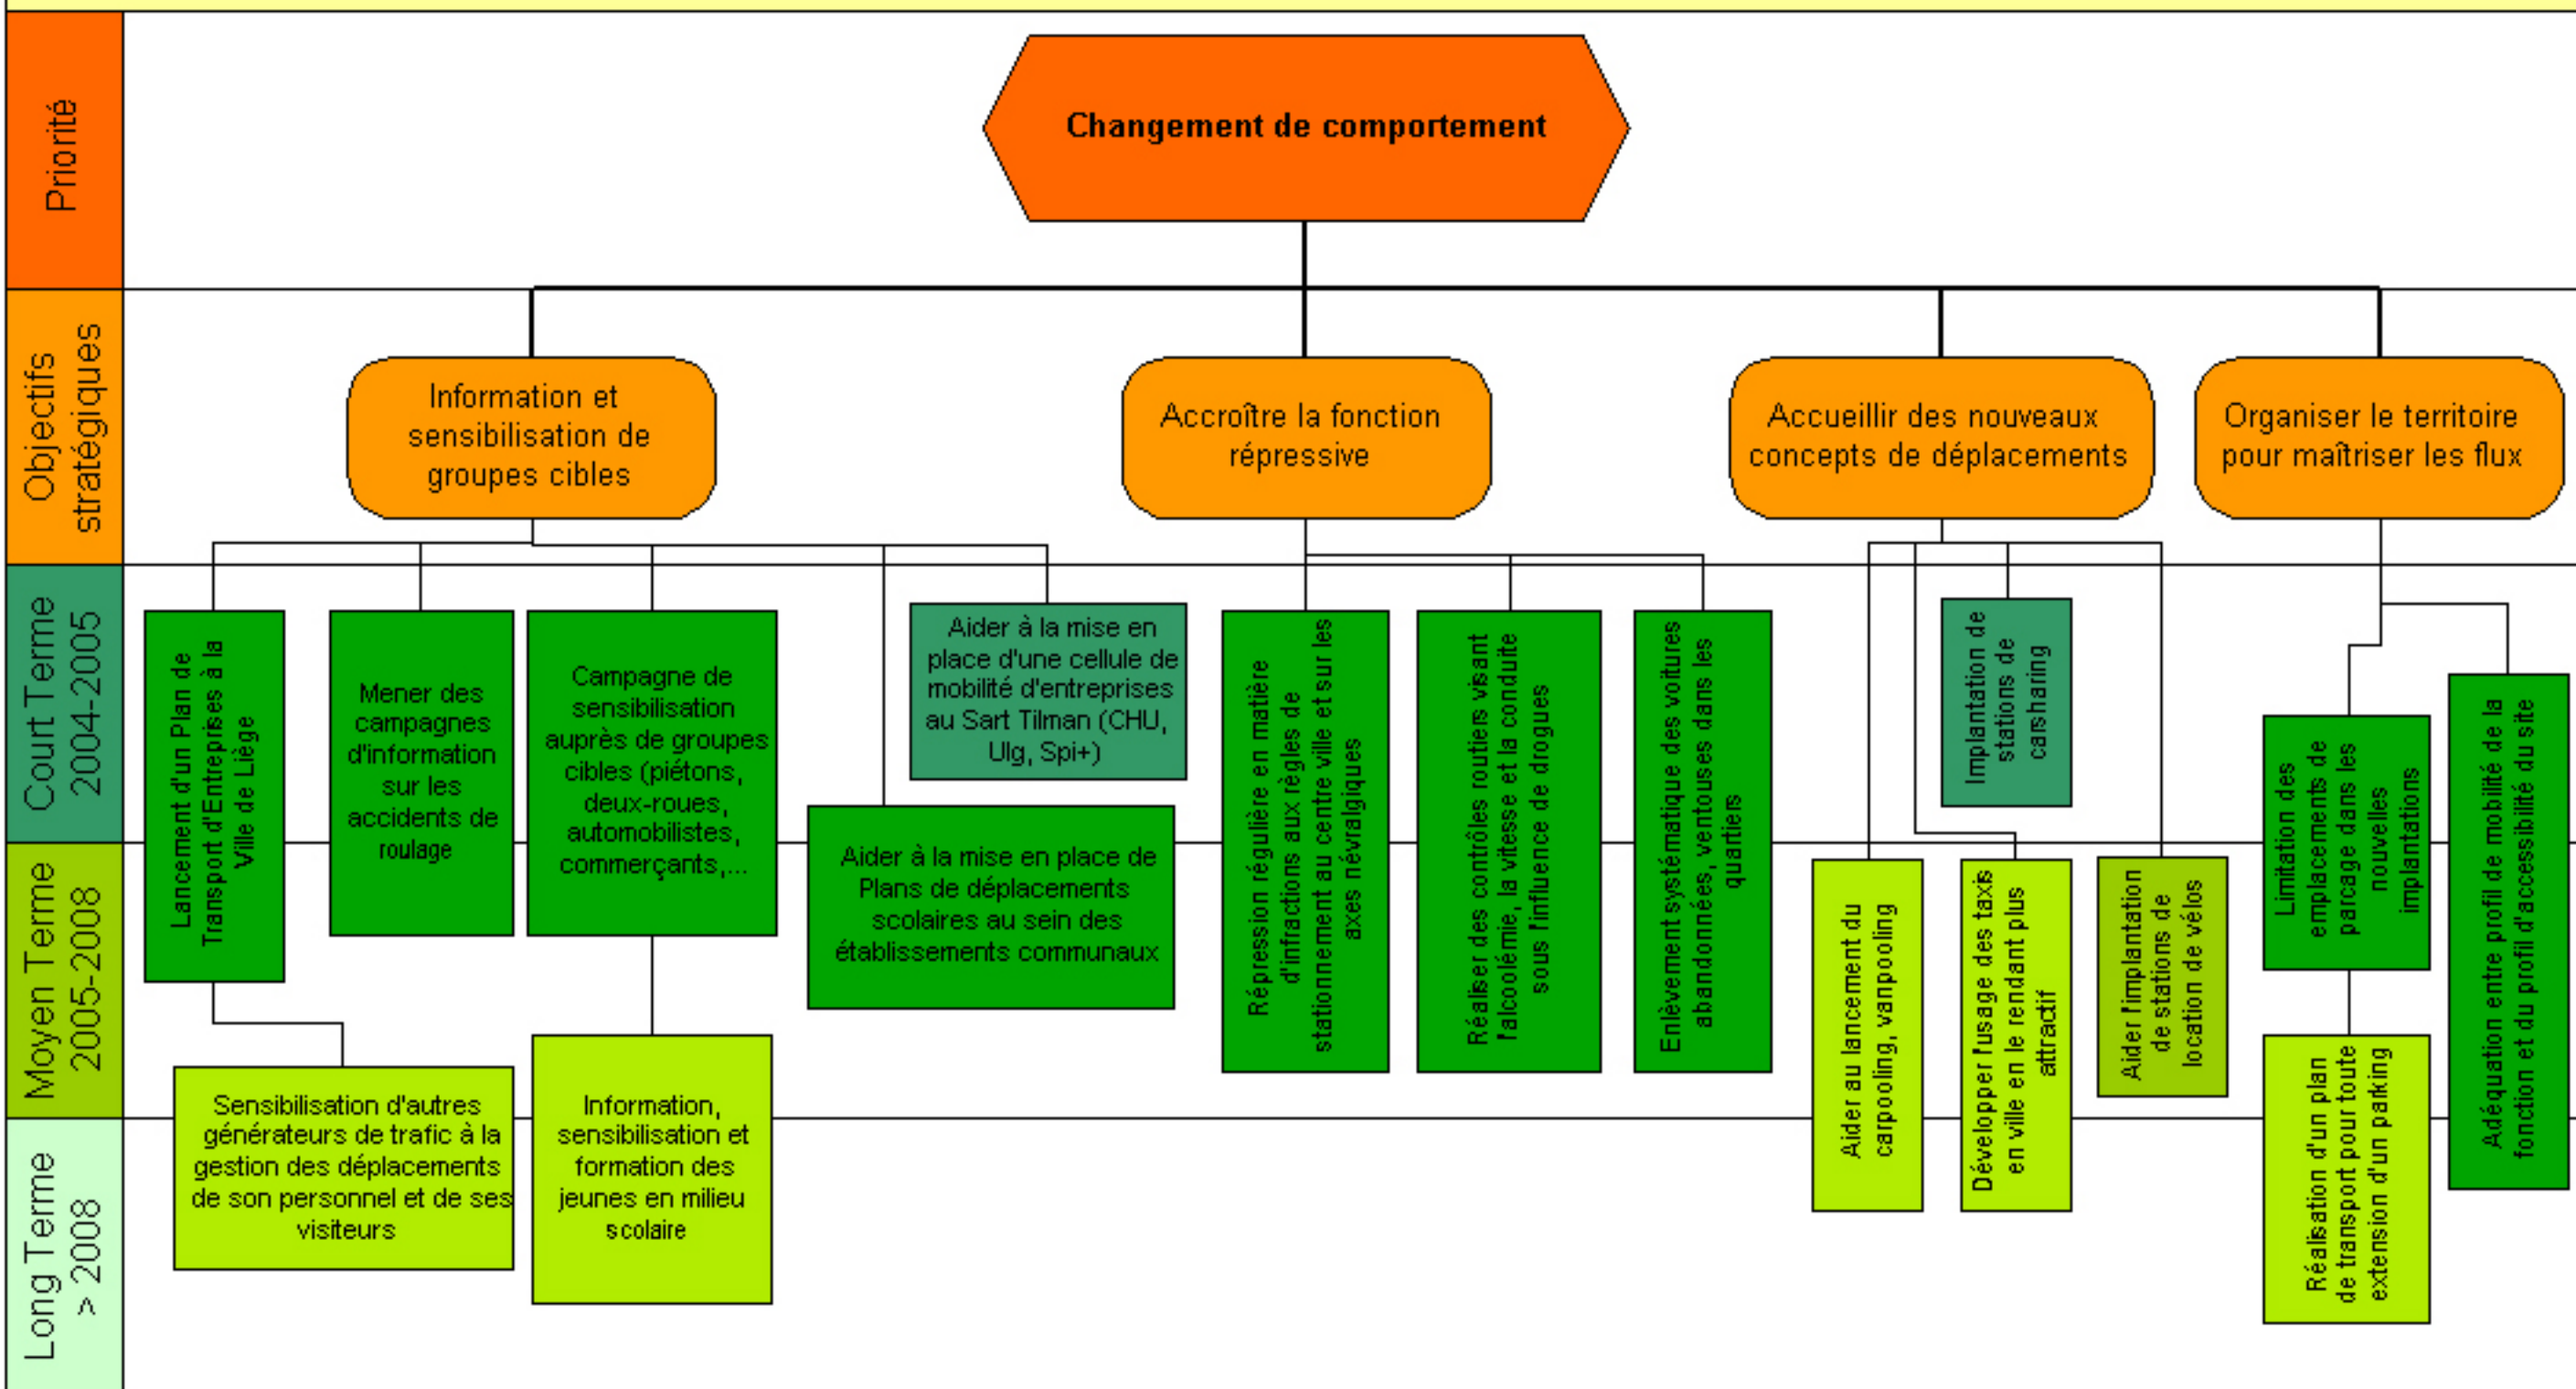 Priorité
Changement de comportement
Objectifs
stratégiques
Information et
sensibilisation de
groupes cibles
Accroître la fonction
répressive
Accueillir des nouveaux
concepts de déplacements
Organiser le territoire
pour maîtriser les flux
Court Terme
2004-2005
Lancement d'un Plan de
Transport d'Entreprises à la
Ville de Liège
Mener des
campagnes
d'information
sur les
accidents de
roulage
Campagne de
sensibilisation
auprès de groupes
cibles (piétons,
deux-roues,
automobilistes,
commerçants,...
Aider à la mise en
place d'une cellule de
mobilité d'entreprises
au Sart Tilman (CHU,
Ulg, Spi+)
Aider à la mise en place de
Plans de déplacements
scolaires au sein des
établissements communaux
Répression régulière en matière
d'infractions aux règles de
stationnement au centre ville et sur les
axes névralgiques
Réaliser des contrôles routiers visant
l'alcoolémie, la vitesse et la conduite
sous l'influence de drogues
Enlèvement systématique des voitures
abandonnées, ventouses dans les
quartiers
Implantation de
stations de
carsharing
Limitation des
emplacements de
parcage dans les
nouvelles
implantations
Adéquation entre profil de mobilité de la
fonction et du profil d'accessibilité du site
Moyen Terme
2005-2008
Aider au lancement du
carpooling, vanpooling
Développer l'usage des taxis
en ville en le rendant plus
attractif
Aider l'implantation
de stations de
location de vélos
Long Terme
> 2008
Sensibilisation d'autres
générateurs de trafic à la
gestion des déplacements
de son personnel et de ses
visiteurs
Information,
sensibilisation et
formation des
jeunes en milieu
scolaire
Réalisation d'un plan
de transport pour toute
extension d'un parking